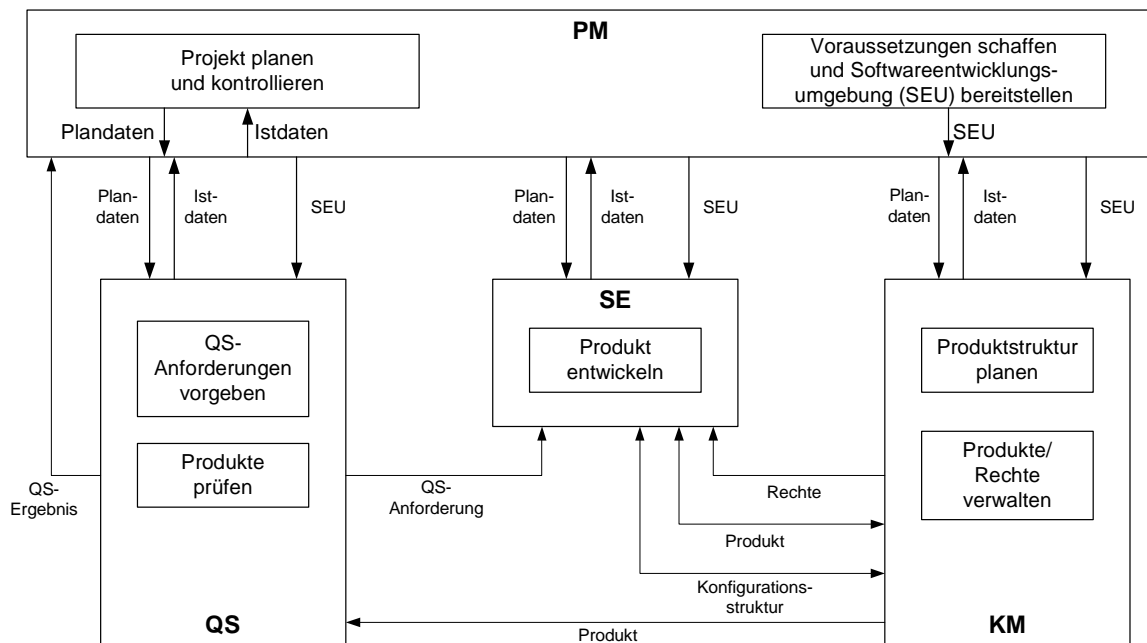 PM
Projekt planen
und kontrollieren
Voraussetzungen schaffen
und Softwareentwicklungs-
umgebung (SEU) bereitstellen
Plandaten
Istdaten
SEU
Plan-
daten
Ist-
daten
SEU
Plan-
daten
Ist-
daten
SEU
Plan-
daten
Ist-
daten
SEU
QS-
Anforderungen
vorgeben
Produkte
prüfen
QS
SE
Produkt
entwickeln
Produktstruktur
planen
Produkte/
Rechte
verwalten
KM
QS-
Ergebnis
QS-
Anforderung
Rechte
Produkt
Konfigurations-
struktur
Produkt